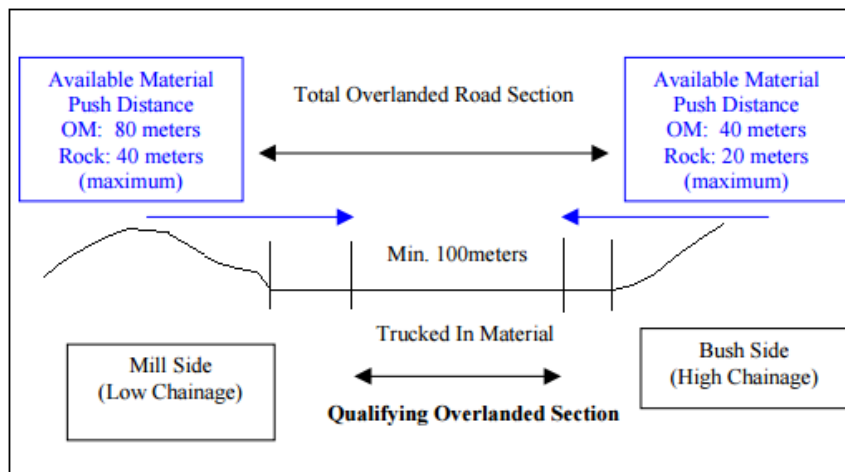 Available Material
Push Distance
OM:  80 meters
Rock: 40 meters
(maximum)
Total Overlanded Road Section
Available Material
Push Distance
OM:  40 meters
Rock: 20 meters
(maximum)
Min. 100meters
Trucked In Material
Mill Side
(Low Chainage)
Bush Side
(High Chainage)
Qualifying Overlanded Section